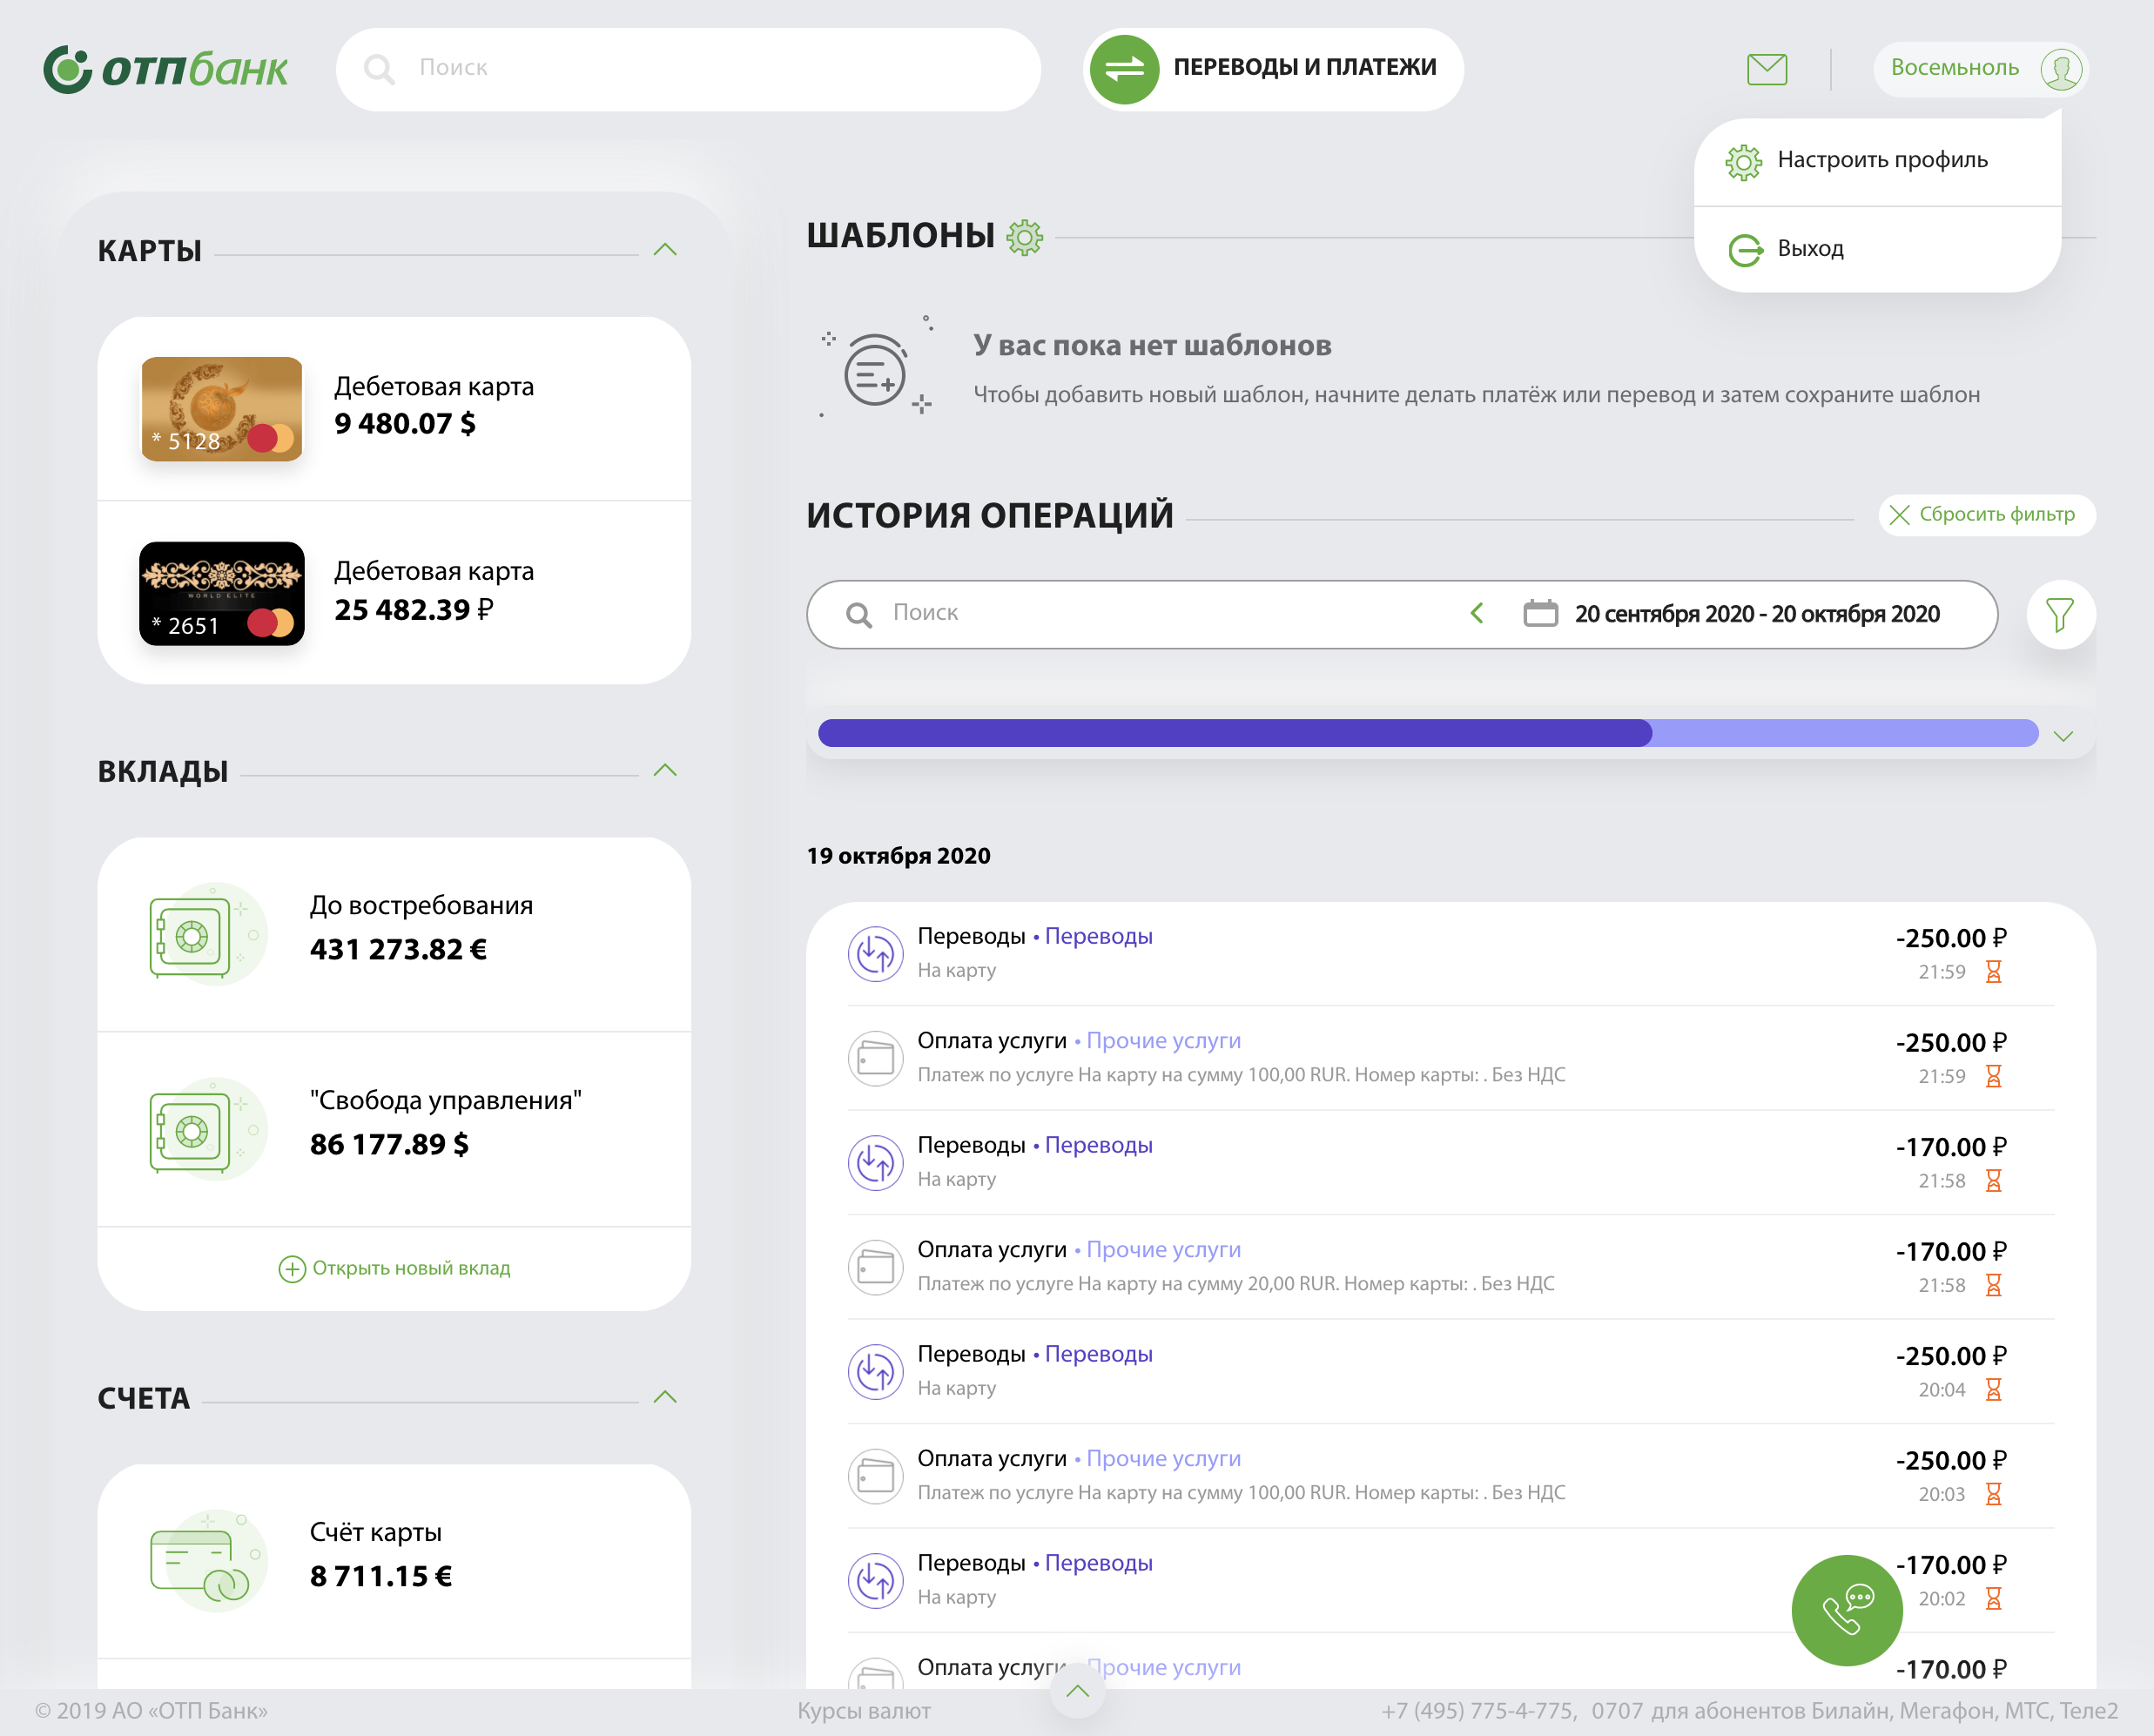 ОТПбанк
Поиск
ПЕРЕВОДЫ И ПЛАТЕЖИ
Восемьноль
Настроить профиль
Выход
КАРТЫ
* 5128
Дебетовая карта
9 480.07 $
WORLD ELITE
* 2651
Дебетовая карта
25 482.39 ₽
ВКЛАДЫ
До востребования
431 273.82 €
"Свобода управления"
86 177.89 $
Открыть новый вклад
СЧЕТА
Счёт карты
8 711.15 €
ШАБЛОНЫ
У вас пока нет шаблонов
Чтобы добавить новый шаблон, начните делать платёж или перевод и затем сохраните шаблон
ИСТОРИЯ ОПЕРАЦИЙ
Сбросить фильтр
Поиск
20 сентября 2020 - 20 октября 2020
19 октября 2020
Переводы • Переводы
-250.00 ₽
На карту
21:59
Оплата услуги • Прочие услуги
-250.00 ₽
Платеж по услуге На карту на сумму 100,00 RUR. Номер карты: . Без НДС
21:59
Переводы • Переводы
-170.00 ₽
На карту
21:58
Оплата услуги • Прочие услуги
-170.00 ₽
Платеж по услуге На карту на сумму 20,00 RUR. Номер карты: . Без НДС
21:58
Переводы • Переводы
-250.00 ₽
На карту
20:04
Оплата услуги • Прочие услуги
-250.00 ₽
Платеж по услуге На карту на сумму 100,00 RUR. Номер карты: . Без НДС
20:03
Переводы • Переводы
-170.00 ₽
На карту
20:02
Оплата услуги Прочие услуги
-170.00 ₽
© 2019 АО «ОТП Банк»
Курсы валют
+7 (495) 775-4-775, 0707 для абонентов Билайн, Мегафон, МТС, Теле2